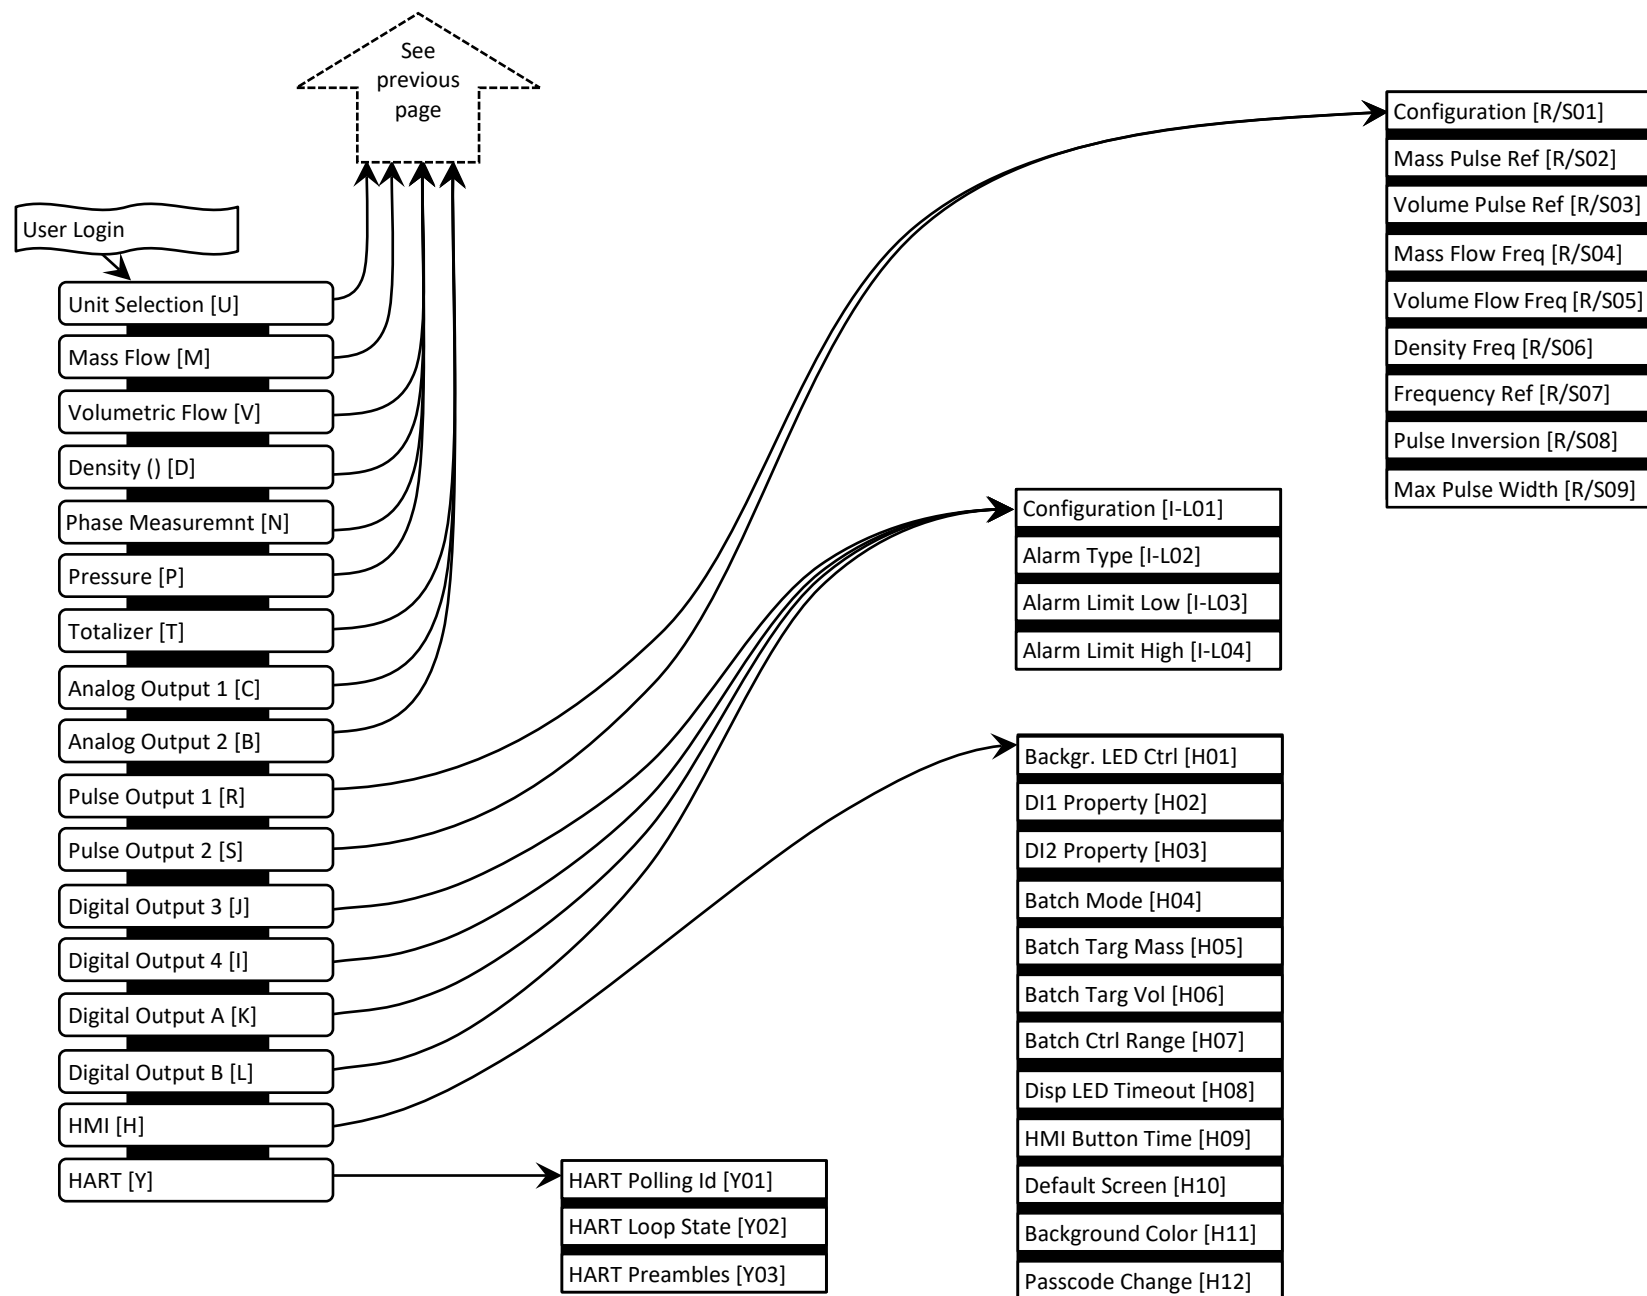 See
previous
page
User Login
Unit Selection [U]
Mass Flow [M]
Volumetric Flow [V]
Density () [D]
Phase Measuremnt [N]
Pressure [P]
Totalizer [T]
Analog Output 1 [C]
Analog Output 2 [B]
Pulse Output 1 [R]
Pulse Output 2 [S]
Digital Output 3 [J]
Digital Output 4 [I]
Digital Output A [K]
Digital Output B [L]
HMI [H]
HART [Y]
HART Polling Id [Y01]
HART Loop State [Y02]
HART Preambles [Y03]
Configuration [I-L01]
Alarm Type [I-L02]
Alarm Limit Low [I-L03]
Alarm Limit High [I-L04]
Backgr. LED Ctrl [H01]
DI1 Property [H02]
DI2 Property [H03]
Batch Mode [H04]
Batch Targ Mass [H05]
Batch Targ Vol [H06]
Batch Ctrl Range [H07]
Disp LED Timeout [H08]
HMI Button Time [H09]
Default Screen [H10]
Background Color [H11]
Passcode Change [H12]
Configuration [R/S01]
Mass Pulse Ref [R/S02]
Volume Pulse Ref [R/S03]
Mass Flow Freq [R/S04]
Volume Flow Freq [R/S05]
Density Freq [R/S06]
Frequency Ref [R/S07]
Pulse Inversion [R/S08]
Max Pulse Width [R/S09]